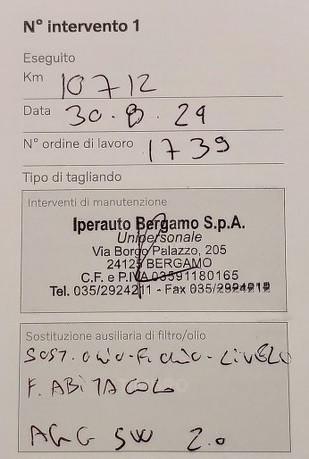 N° intervento 1
Eseguito
Km 10712
Data 30.8.24
N° ordine di lavoro 1739
Tipo di tagliando
Interventi di manutenzione
Iperauto Bergamo S.p.A.
Unipersonale
Via Borgo Palazzo, 205
24125 BERGAMO
C.F. e P.IVA 03591180165
Tel. 035/2924211 - Fax 035/2924212
Sostituzione ausiliaria di filtro/olio
SOST. OLIO-F. OLIO-LIVELLO
F. ABITACOLO
AGG SW 2.0